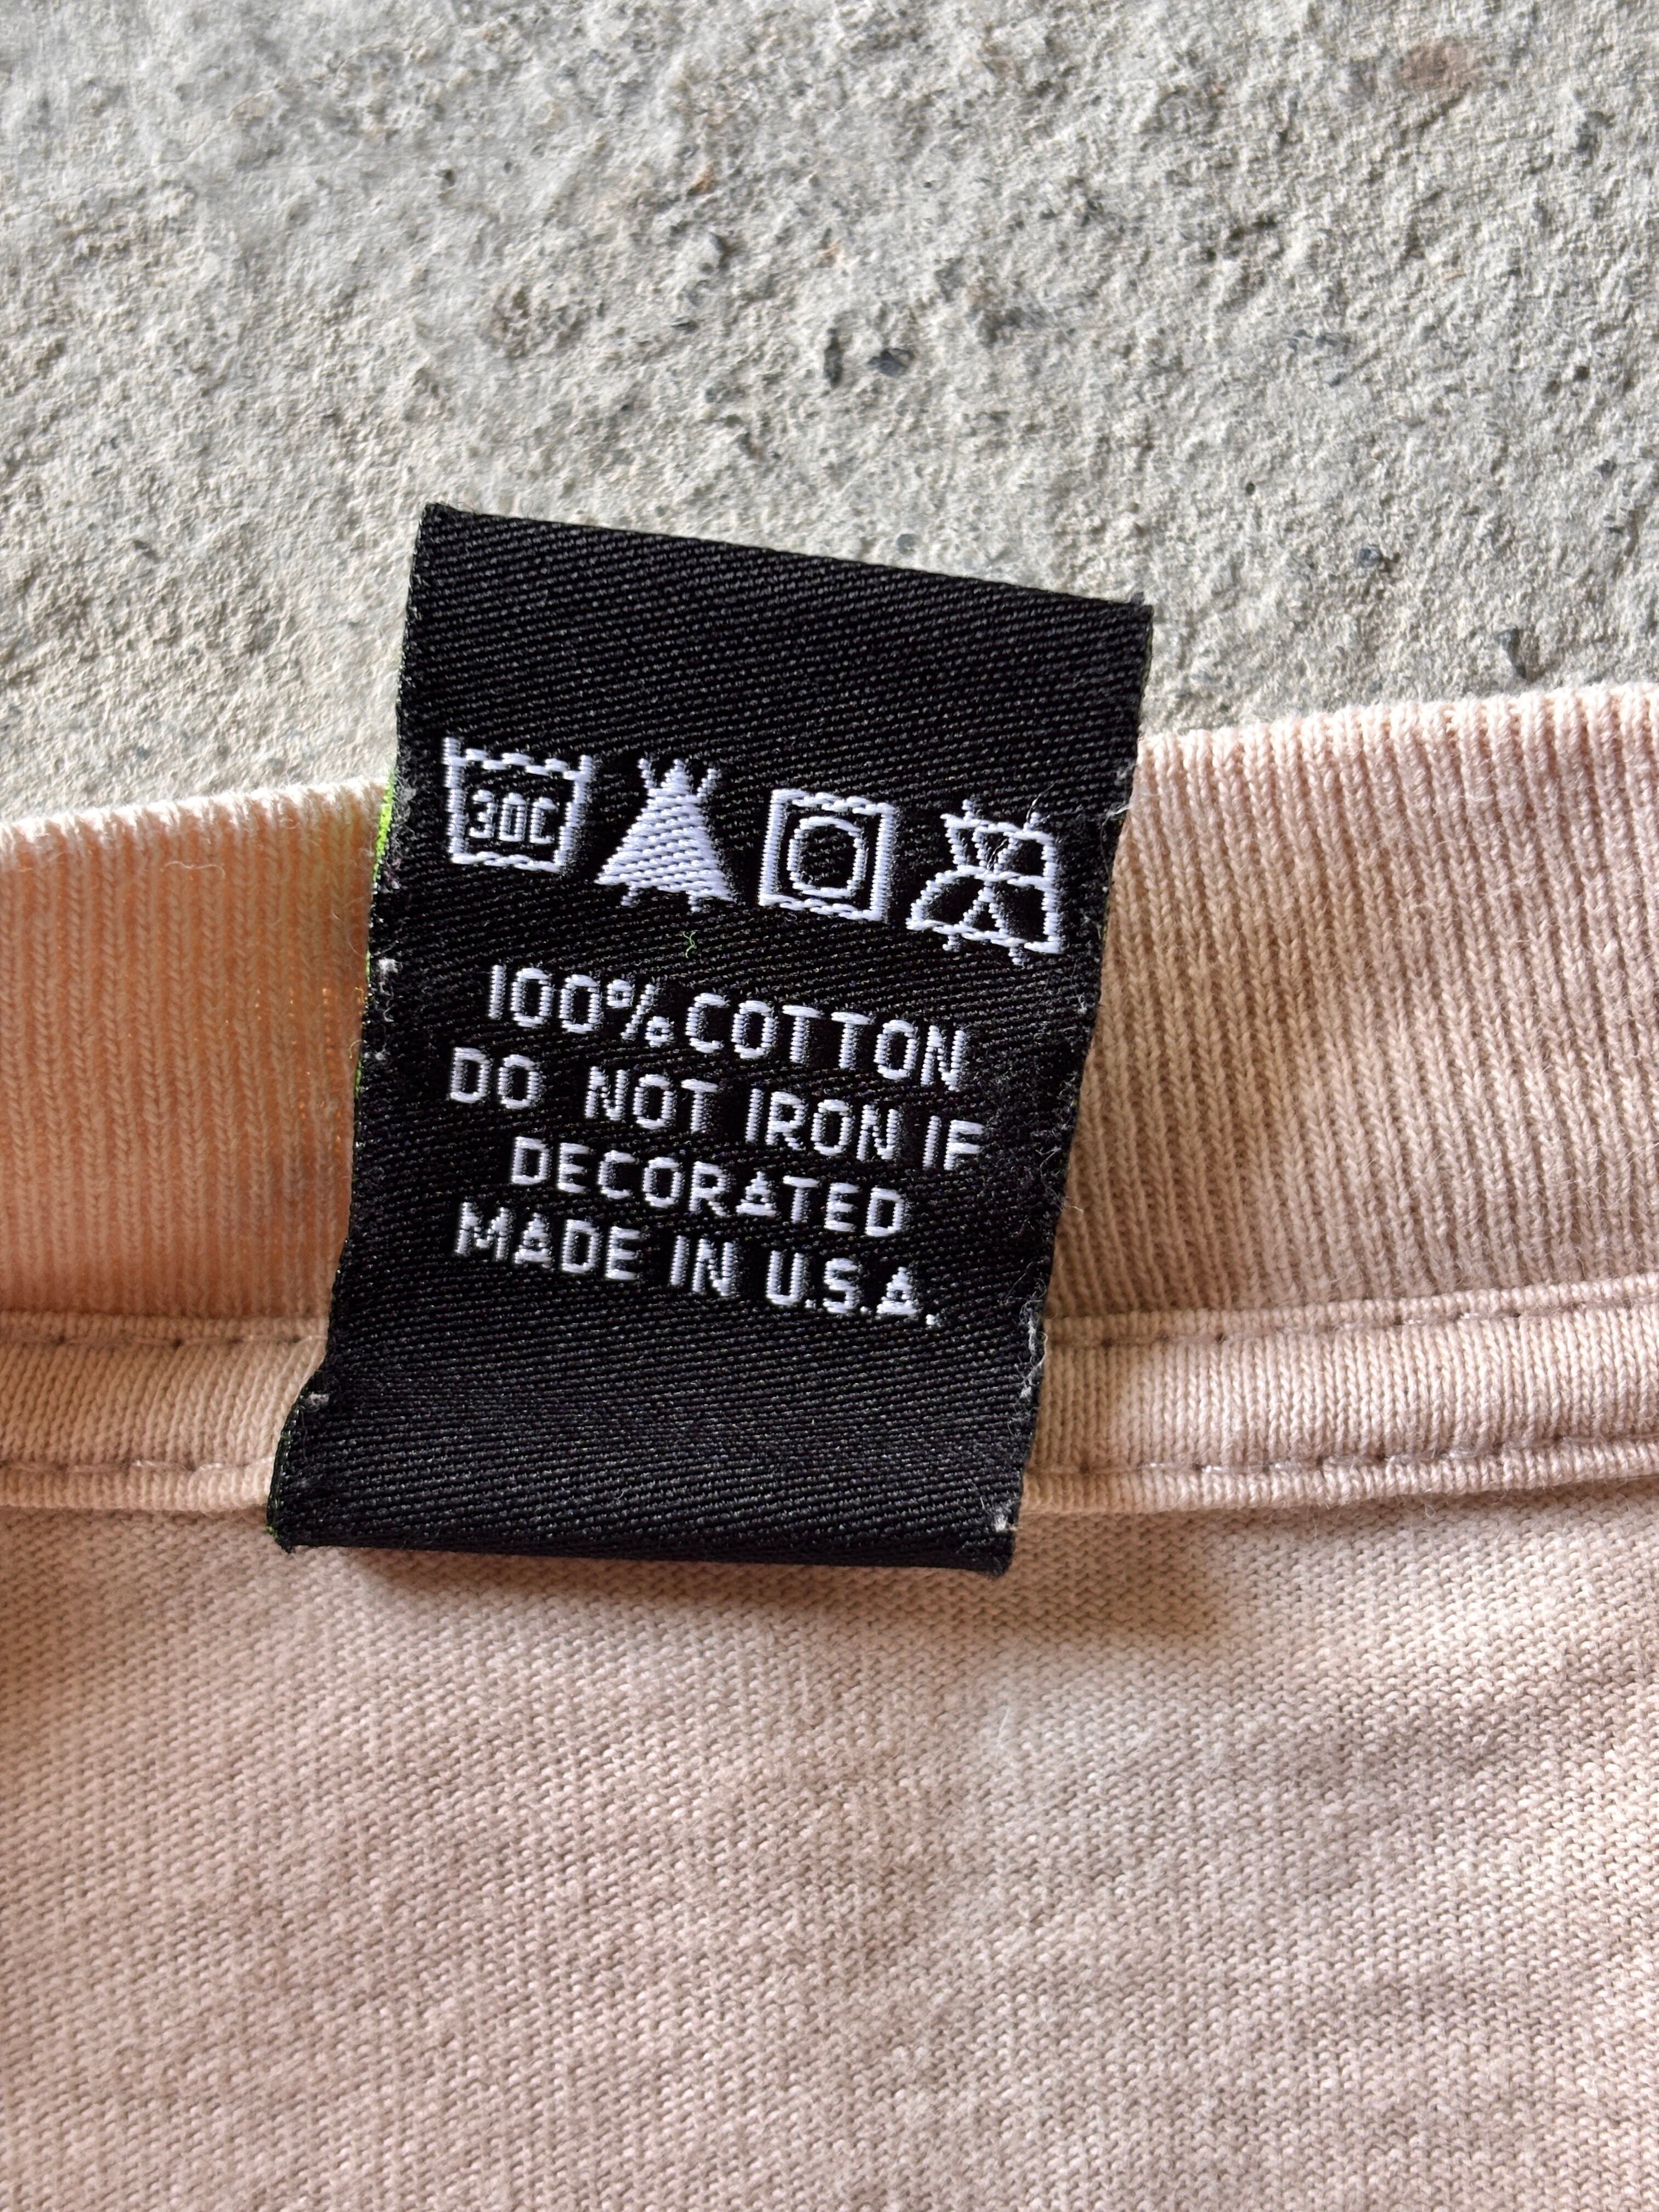 30C
100% COTTON
DO NOT IRON IF
DECORATED
MADE IN U.S.A.